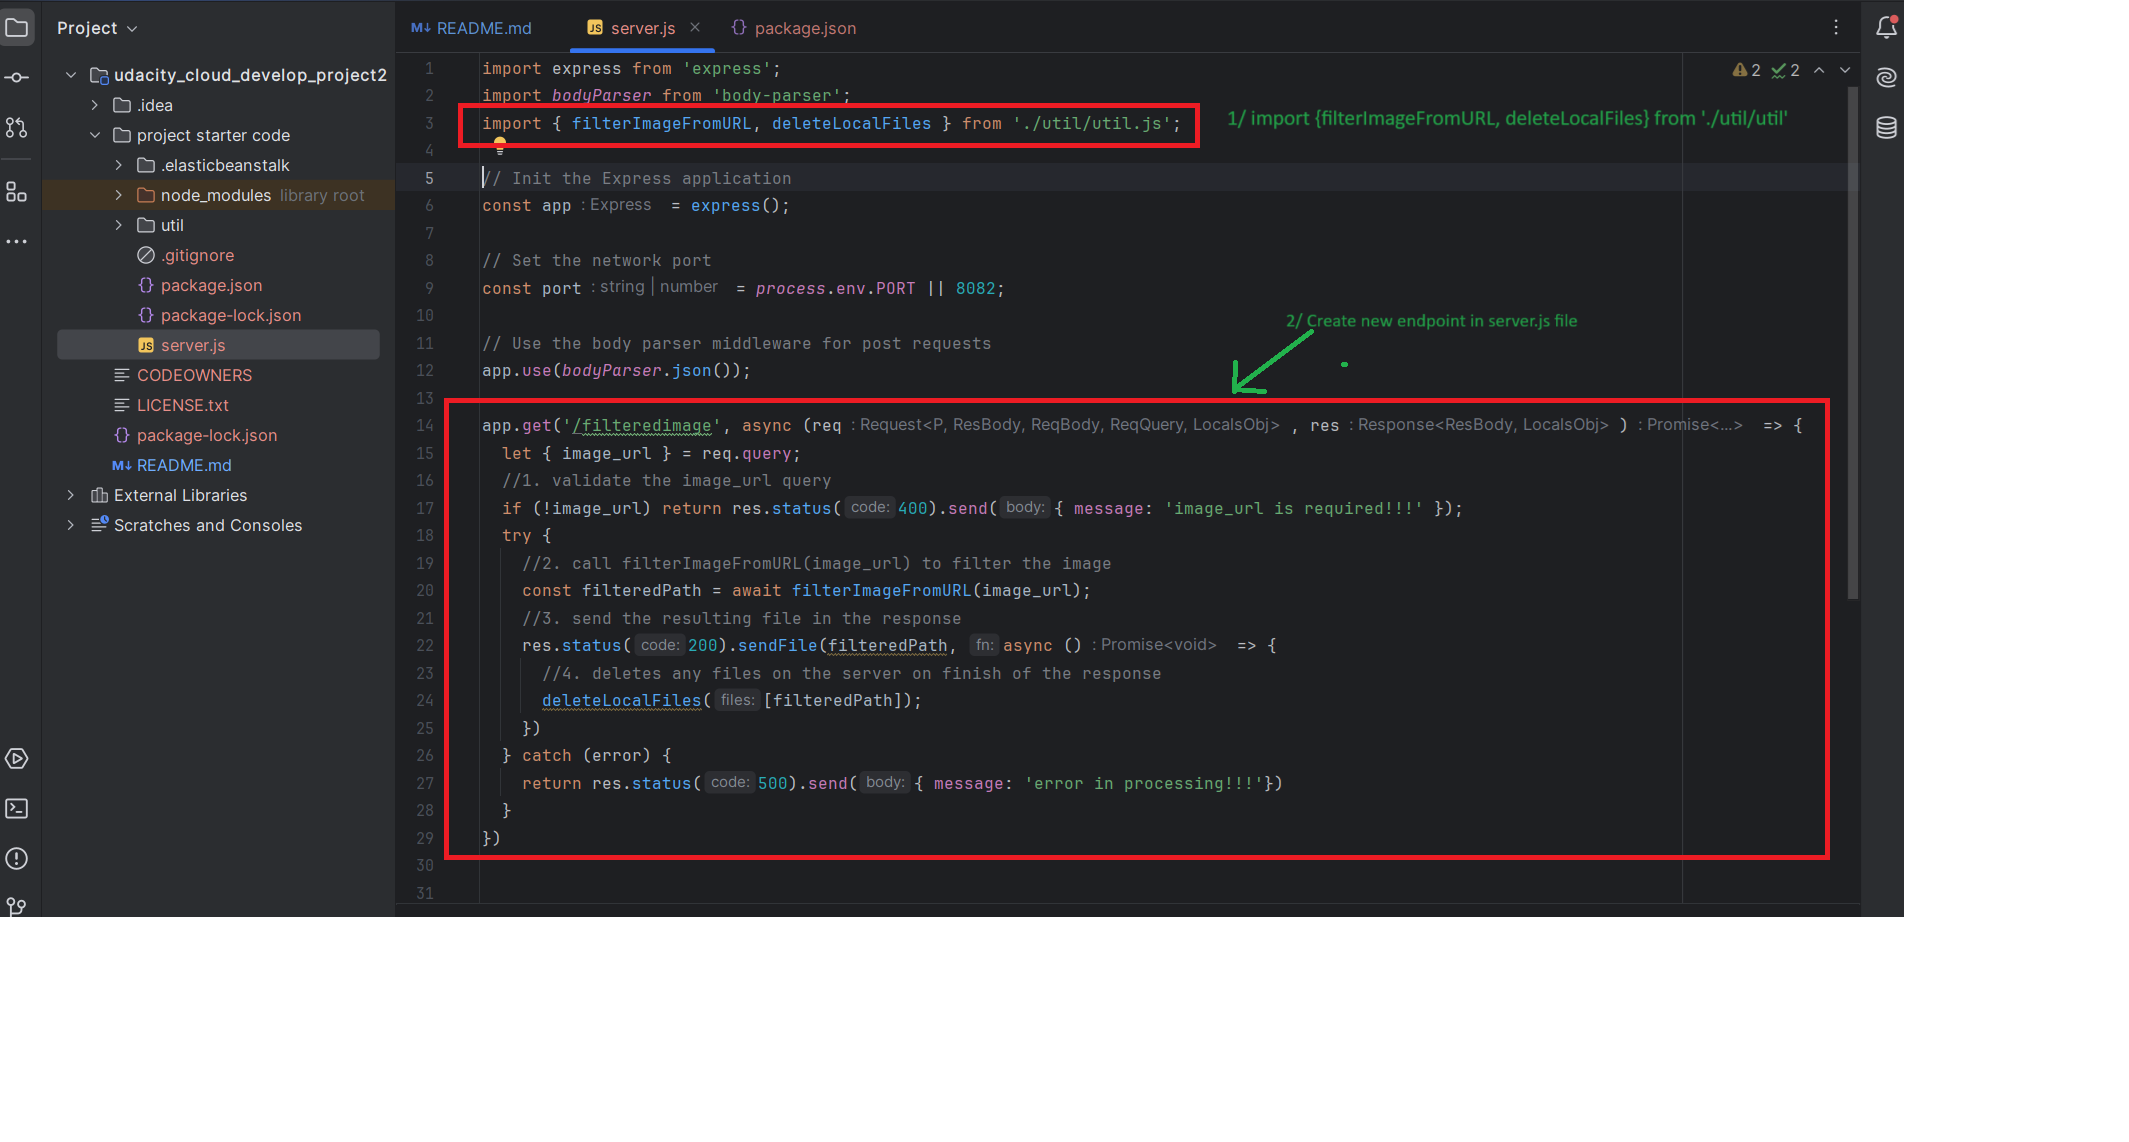 Project
README.md
server.js
package.json
udacity_cloud_develop_project2
.idea
project starter code
.elasticbeanstalk
node_modules library root
util
.gitignore
package.json
package-lock.json
server.js
CODEOWNERS
LICENSE.txt
package-lock.json
README.md
External Libraries
Scratches and Consoles
2 2
1 import express from 'express';
2 import bodyParser from 'body-parser';
3 import { filterImageFromURL, deleteLocalFiles } from './util/util.js';
1/ import {filterImageFromURL, deleteLocalFiles} from './util/util'
4
5 // Init the Express application
6 const app : Express = express();
7
8 // Set the network port
9 const port : string | number = process.env.PORT || 8082;
10
2/ Create new endpoint in server.js file
11 // Use the body parser middleware for post requests
12 app.use(bodyParser.json());
13
14 app.get('/filteredimage', async (req : Request<P, ResBody, ReqBody, ReqQuery, LocalsObj> , res : Response<ResBody, LocalsObj> ) : Promise<...> => {
15 let { image_url } = req.query;
16 //1. validate the image_url query
17 if (!image_url) return res.status( code: 400).send( body: { message: 'image_url is required!!!' });
18 try {
19 //2. call filterImageFromURL(image_url) to filter the image
20 const filteredPath = await filterImageFromURL(image_url);
21 //3. send the resulting file in the response
22 res.status( code: 200).sendFile(filteredPath, fn: async () : Promise<void> => {
23 //4. deletes any files on the server on finish of the response
24 deleteLocalFiles( files: [filteredPath]);
25 })
26 } catch (error) {
27 return res.status( code: 500).send( body: { message: 'error in processing!!!'})
28 }
29 })
30
31